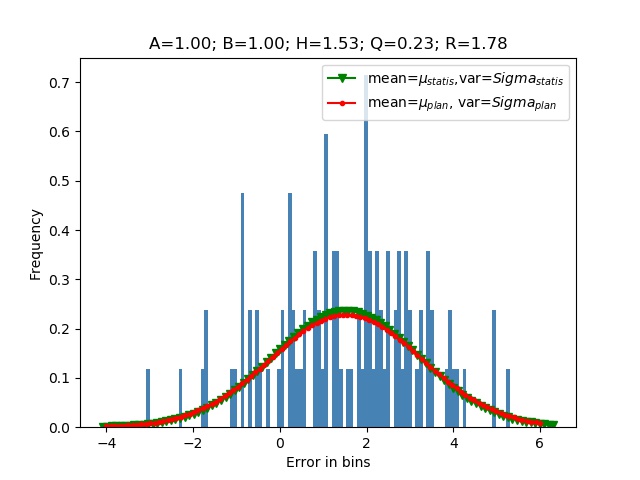 A=1.00; B=1.00; H=1.53; Q=0.23; R=1.78
mean=μstatis,var=Sigmastatis
mean=μplan, var=Sigmaplan
0.7
0.6
0.5
0.4
0.3
0.2
0.1
0.0
Frequency
−4 −2 0 2 4 6
Error in bins